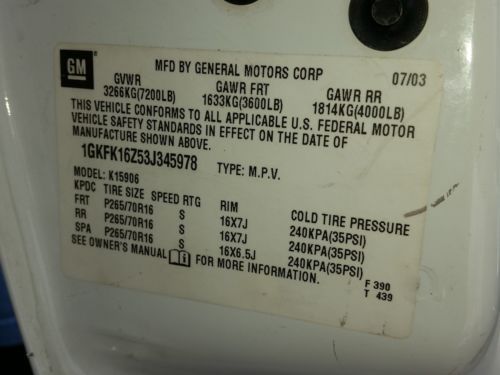 GM
MFD BY GENERAL MOTORS CORP 07/03
GVWR GAWR FRT GAWR RR
3266KG(7200LB) 1633KG(3600LB) 1814KG(4000LB)
THIS VEHICLE CONFORMS TO ALL APPLICABLE U.S. FEDERAL MOTOR
VEHICLE SAFETY STANDARDS IN EFFECT ON THE DATE OF
MANUFACTURE SHOWN ABOVE.
1GKFK16Z53J345978 TYPE: M.P.V.
MODEL: K15906
KPDC TIRE SIZE SPEED RTG RIM COLD TIRE PRESSURE
FRT P265/70R16 S 16X7J 240KPA(35PSI)
RR P265/70R16 S 16X7J 240KPA(35PSI)
SPA P265/70R16 S 16X6.5J 240KPA(35PSI)
SEE OWNER'S MANUAL FOR MORE INFORMATION.
F 390
T 439